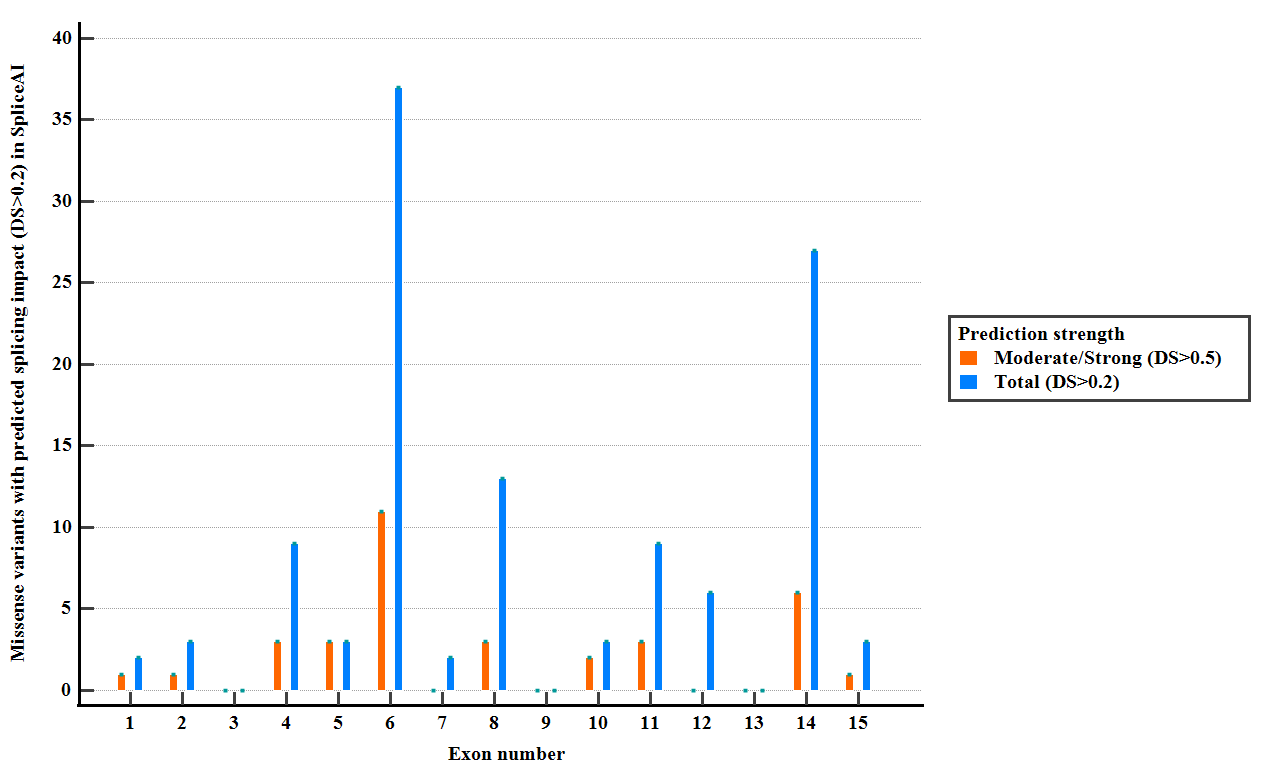 Missense variants with predicted splicing impact (DS>0.2) in SpliceAI
40
35
30
25
20
15
10
5
0
1 2 3 4 5 6 7 8 9 10 11 12 13 14 15
Exon number
Prediction strength
Moderate/Strong (DS>0.5)
Total (DS>0.2)